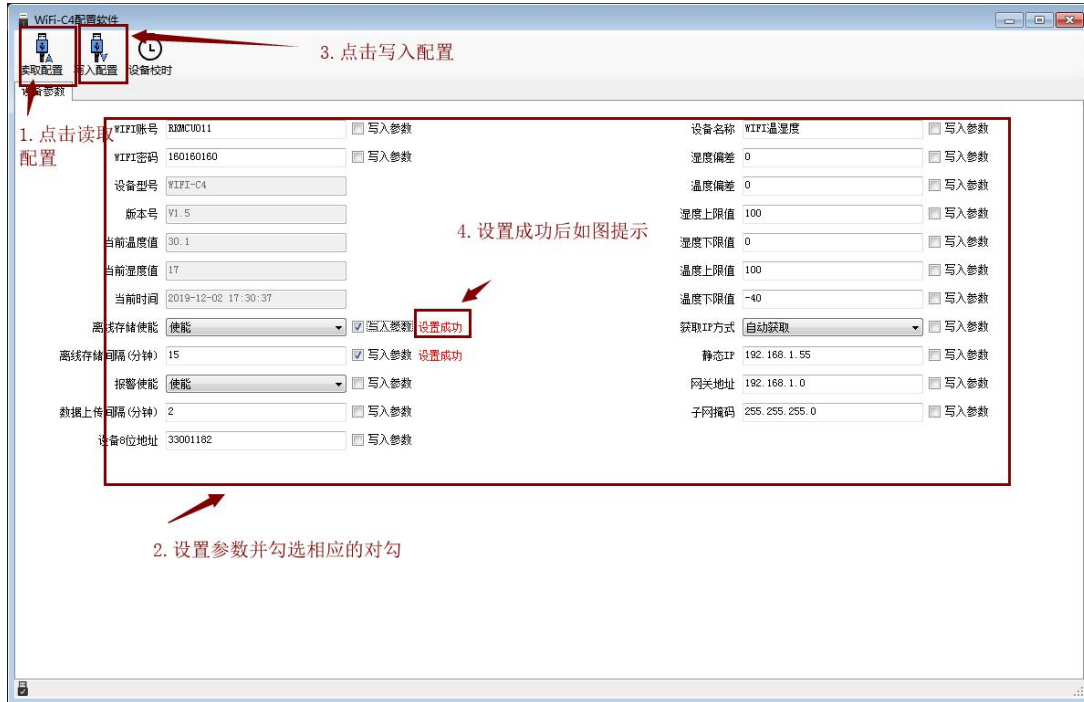 WiFi-C4配置软件
读取配置 写入配置 设备校时
3. 点击写入配置
设备参数
1. 点击读取
配置
WIFI账号 RKMCU011 写入参数 设备名称 WIFI温湿度 写入参数
WIFI密码 160160160 写入参数 湿度偏差 0 写入参数
设备型号 WIFI-C4 温度偏差 0 写入参数
版本号 V1.5 湿度上限值 100 写入参数
4. 设置成功后如图提示
当前温度值 30.1 湿度下限值 0 写入参数
当前湿度值 17 温度上限值 100 写入参数
当前时间 2019-12-02 17:30:37 温度下限值 -40 写入参数
离线存储使能 使能 写入参数 设置成功 获取IP方式 自动获取 写入参数
离线存储间隔(分钟) 15 写入参数 设置成功 静态IP 192.168.1.55 写入参数
报警使能 使能 写入参数 网关地址 192.168.1.0 写入参数
数据上传间隔(分钟) 2 写入参数 子网掩码 255.255.255.0 写入参数
设备8位地址 33001182 写入参数
2. 设置参数并勾选相应的对勾